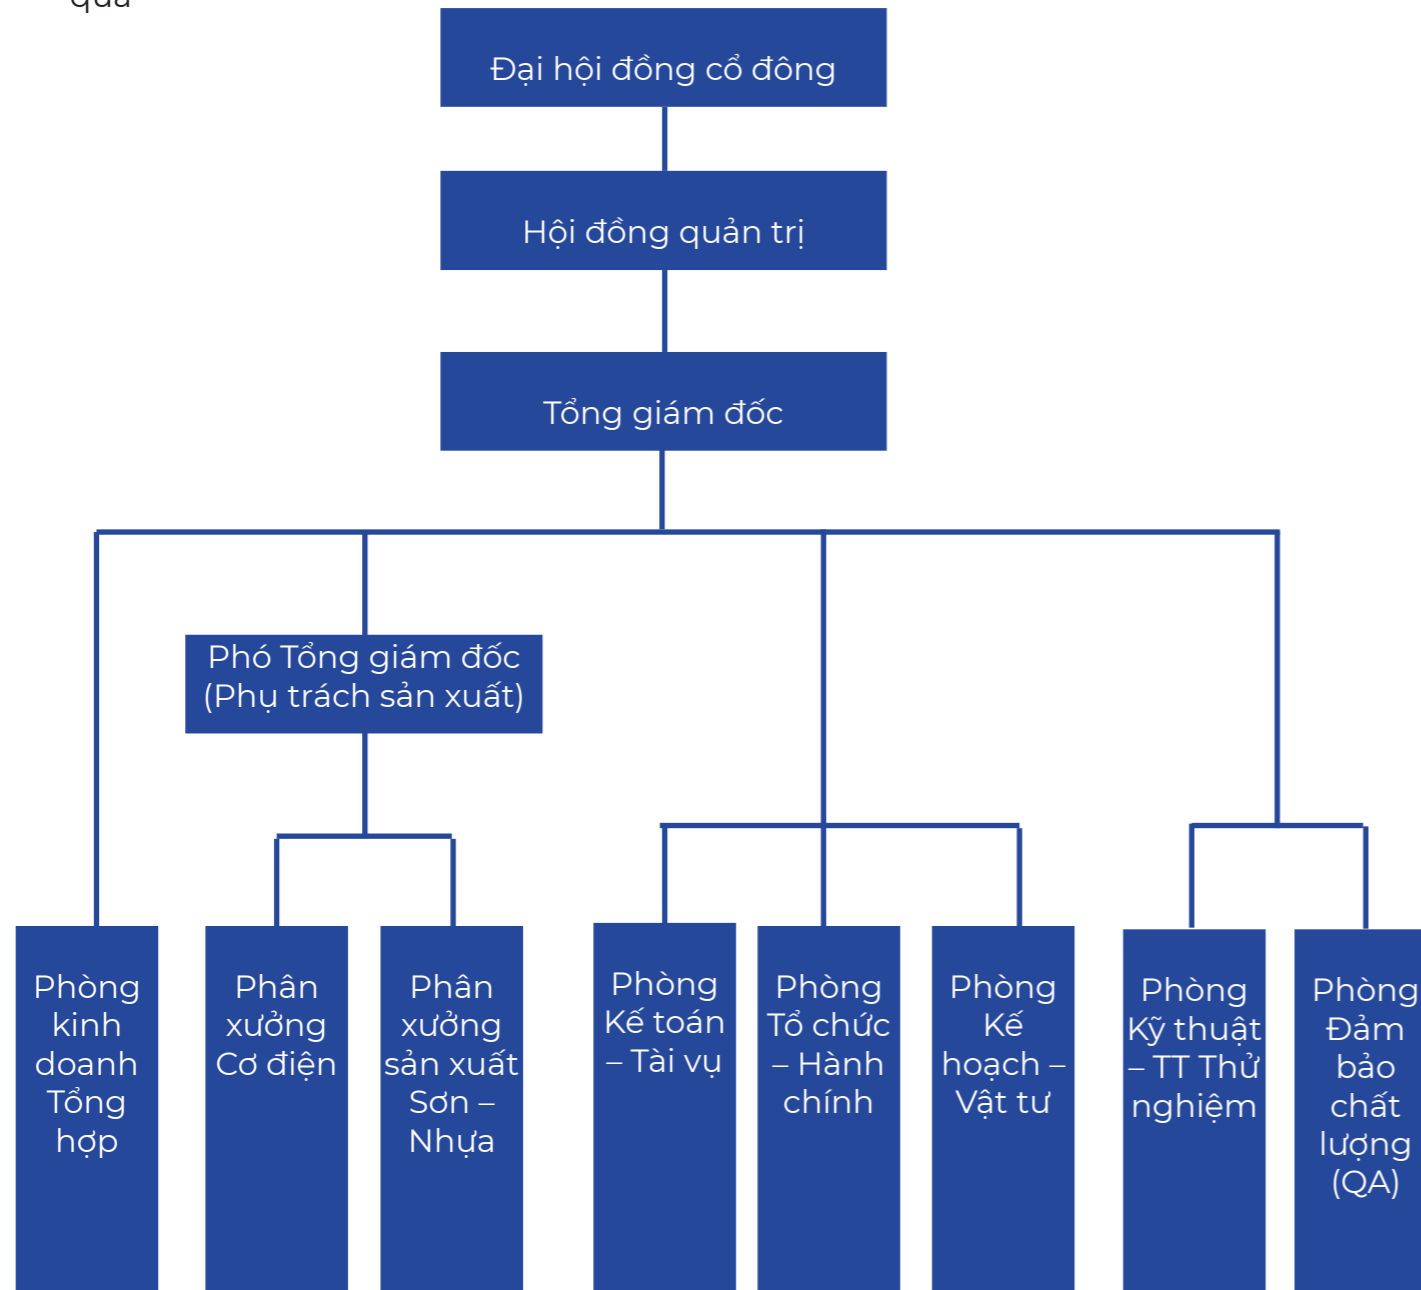 quả
Đại hội đồng cổ đông
Hội đồng quản trị
Tổng giám đốc
Phó Tổng giám đốc
(Phụ trách sản xuất)
Phòng
kinh
doanh
Tổng
hợp
Phân
xưởng
Cơ điện
Phân
xưởng
sản xuất
Sơn –
Nhựa
Phòng
Kế toán
– Tài vụ
Phòng
Tổ chức
– Hành
chính
Phòng
Kế
hoạch –
Vật tư
Phòng
Kỹ thuật
– TT Thử
nghiệm
Phòng
Đảm
bảo
chất
lượng
(QA)